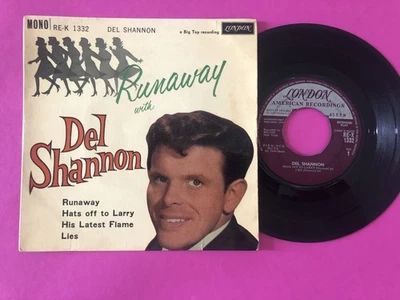 MONO RE-K 1332 DEL SHANNON a Big Top recording LONDON
Runaway
with
Del
Shannon
Runaway
Hats off to Larry
His Latest Flame
Lies
LONDON
AMERICAN RECORDINGS
RE-K
1332
DEL SHANNON